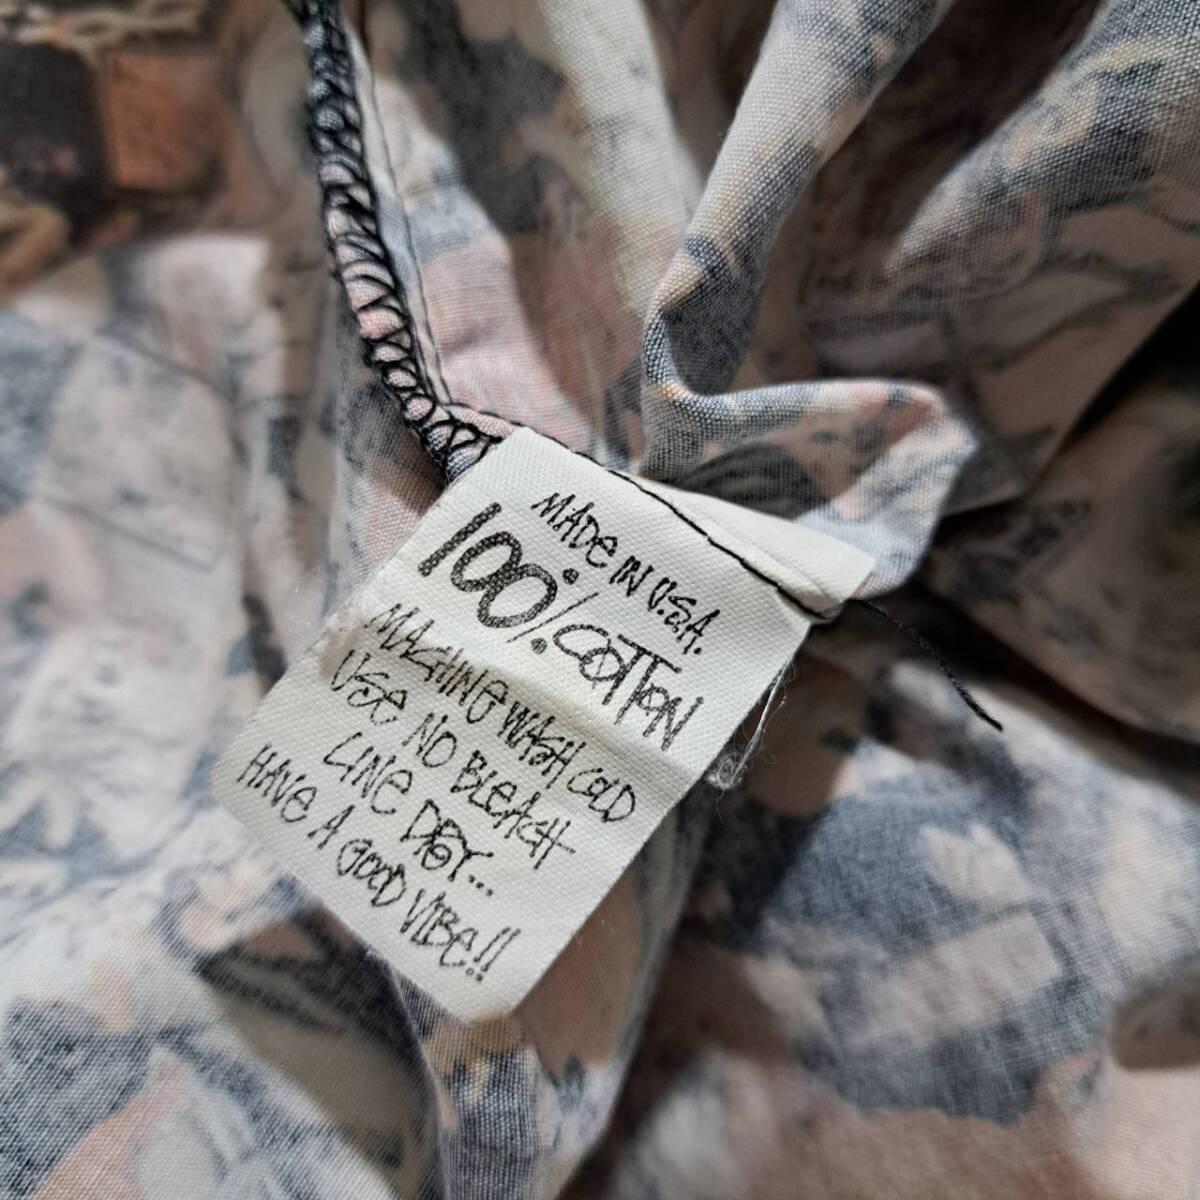 MADE IN U.S.A.
100% COTTON
MACHINE WASH COLD
USE NO BLEACH
LINE DRY...
HAVE A GOOD VIBE!!